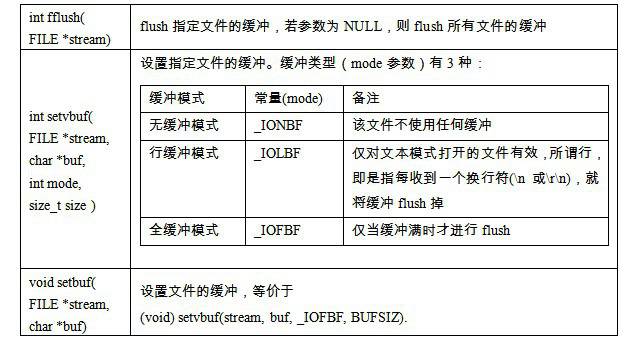 int fflush(
FILE *stream)
flush 指定文件的缓冲，若参数为 NULL，则 flush 所有文件的缓冲
int setvbuf(
FILE *stream,
char *buf,
int mode,
size_t size )
设置指定文件的缓冲。缓冲类型（mode 参数）有 3 种：
缓冲模式 常量(mode) 备注
无缓冲模式 _IONBF 该文件不使用任何缓冲
行缓冲模式 _IOLBF 仅对文本模式打开的文件有效，所谓行，
即是指每收到一个换行符(\n 或\r\n)，就
将缓冲 flush 掉
全缓冲模式 _IOFBF 仅当缓冲满时才进行 flush
void setbuf(
FILE *stream,
char *buf)
设置文件的缓冲，等价于
(void) setvbuf(stream, buf, _IOFBF, BUFSIZ).